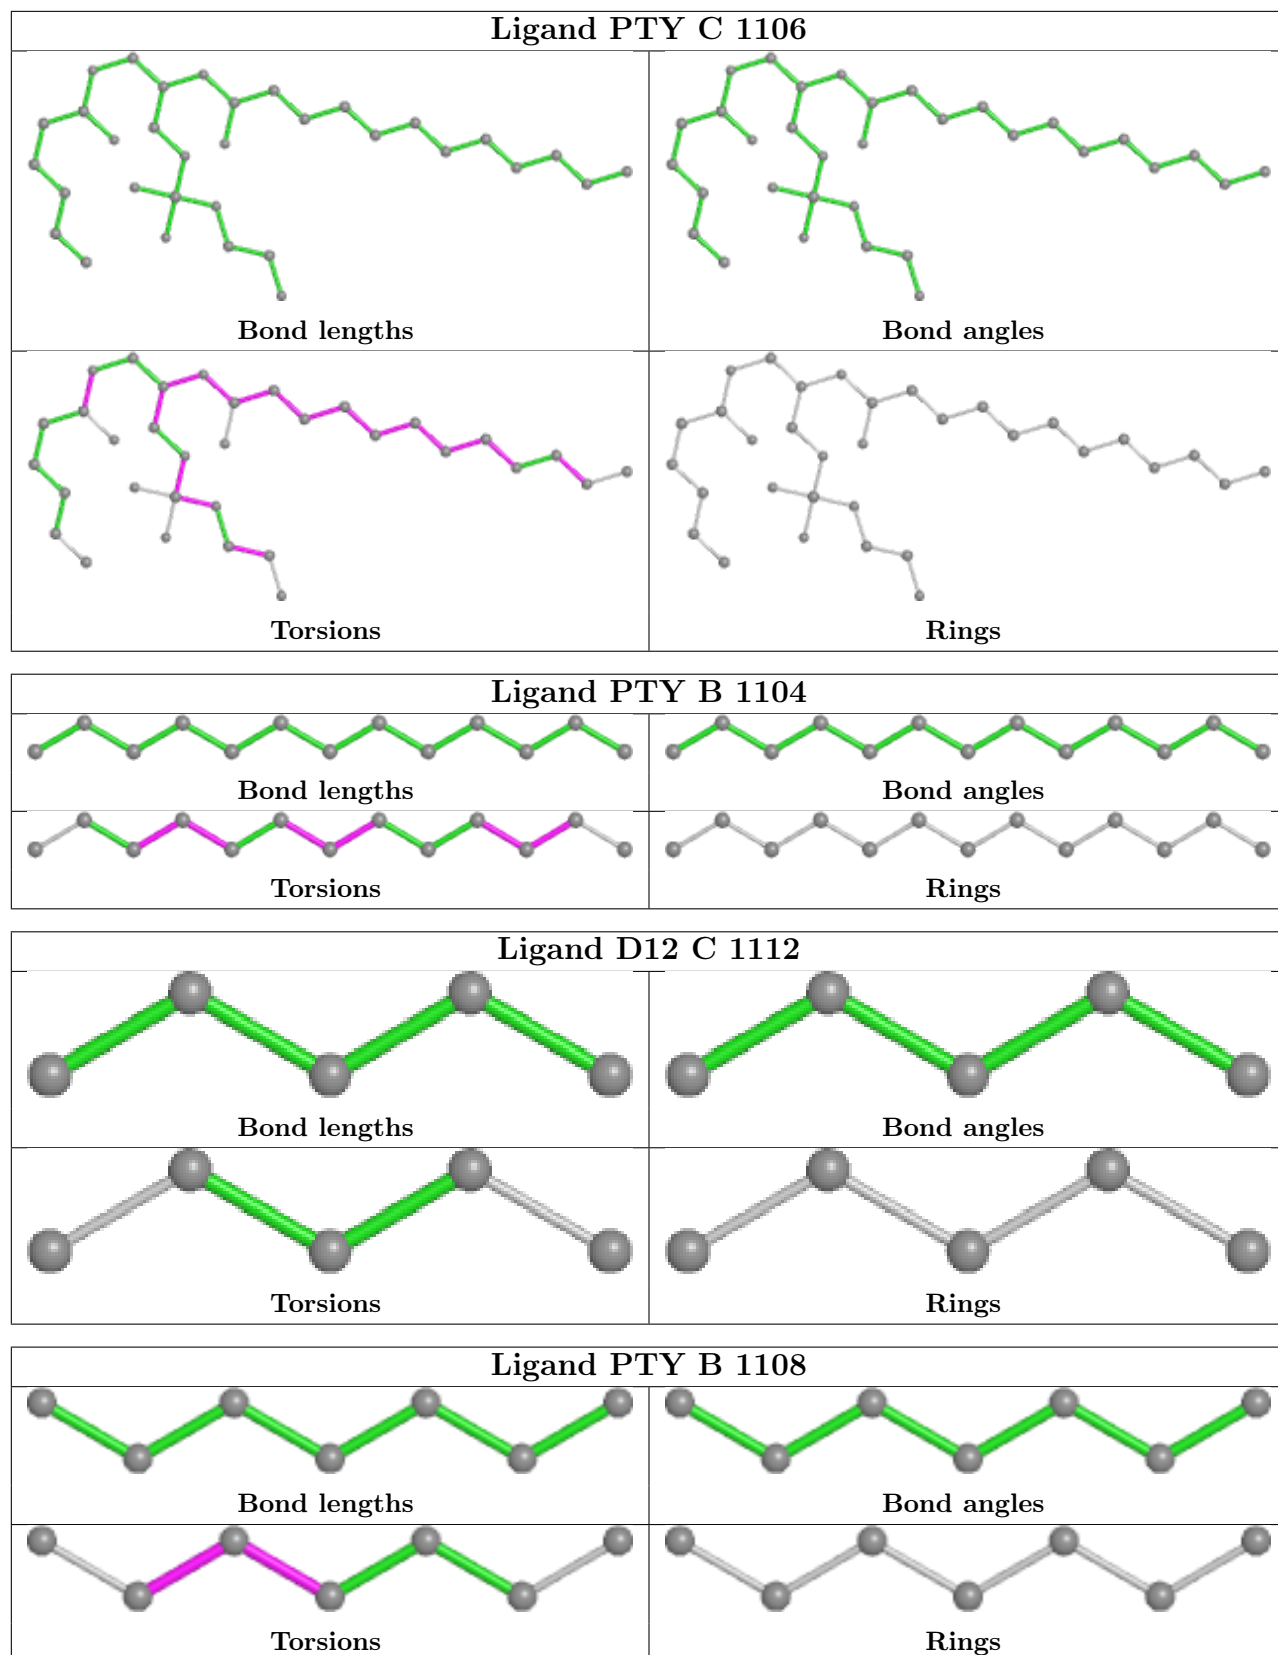 Ligand PTY C 1106
Bond lengths
Bond angles
Torsions
Rings
Ligand PTY B 1104
Bond lengths
Bond angles
Torsions
Rings
Ligand D12 C 1112
Bond lengths
Bond angles
Torsions
Rings
Ligand PTY B 1108
Bond lengths
Bond angles
Torsions
Rings